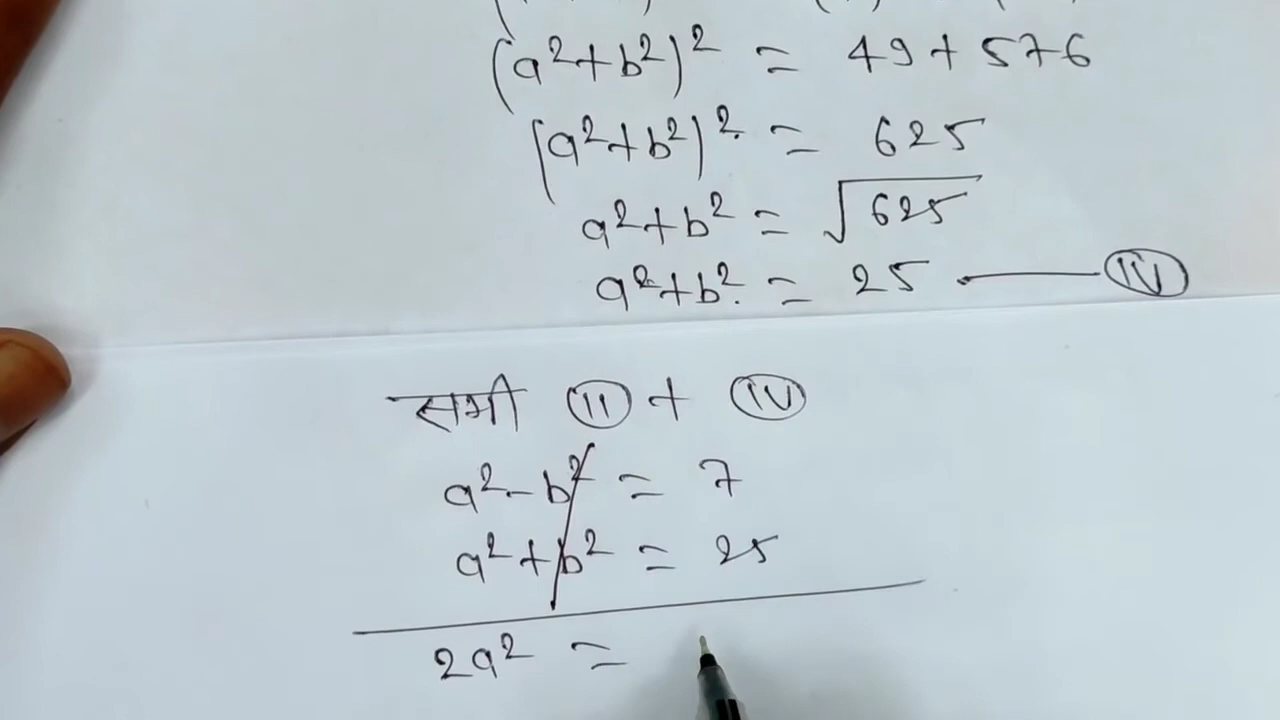 (a²+b²)² = 49+576
(a²+b²)² = 625
a²+b² = √625
a²+b² = 25 — IV
सभी II + IV
a²-b² = 7
a²+b² = 25
2a² =